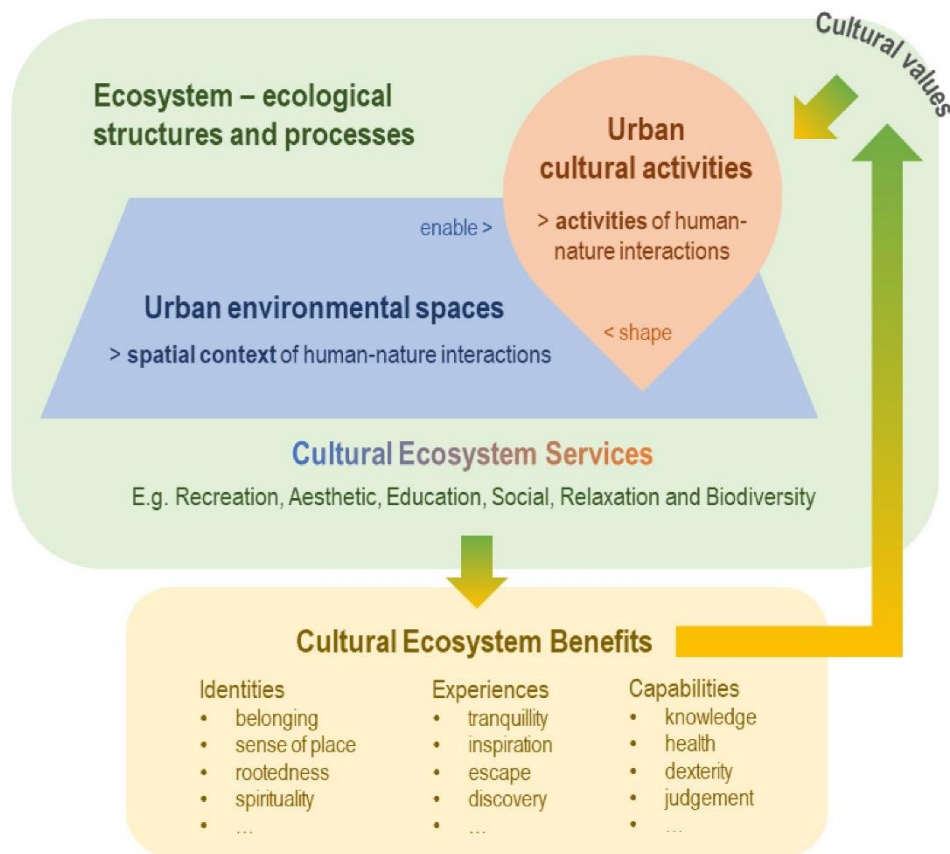 Cultural values
Ecosystem – ecological
structures and processes
Urban
cultural activities
> activities of human-
nature interactions
enable >
Urban environmental spaces
> spatial context of human-nature interactions
< shape
Cultural Ecosystem Services
E.g. Recreation, Aesthetic, Education, Social, Relaxation and Biodiversity
Cultural Ecosystem Benefits
Identities
• belonging
• sense of place
• rootedness
• spirituality
• ...
Experiences
• tranquillity
• inspiration
• escape
• discovery
• ...
Capabilities
• knowledge
• health
• dexterity
• judgement
• ...